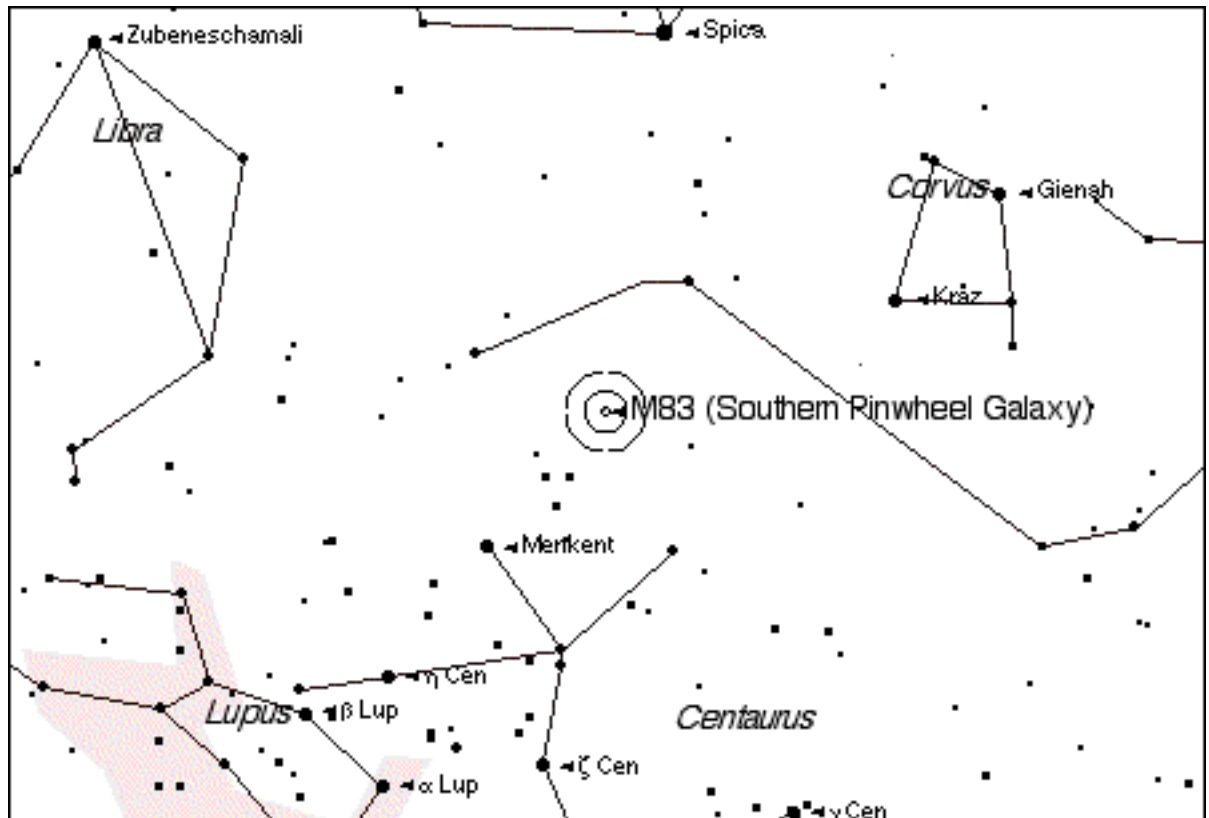 Zubeneschamali
Spica
Libra
Corvus
Gienah
Kraz
M83 (Southern Pinwheel Galaxy)
Menkent
η Cen
Lupus
β Lup
Centaurus
ζ Cen
α Lup
γ Cen